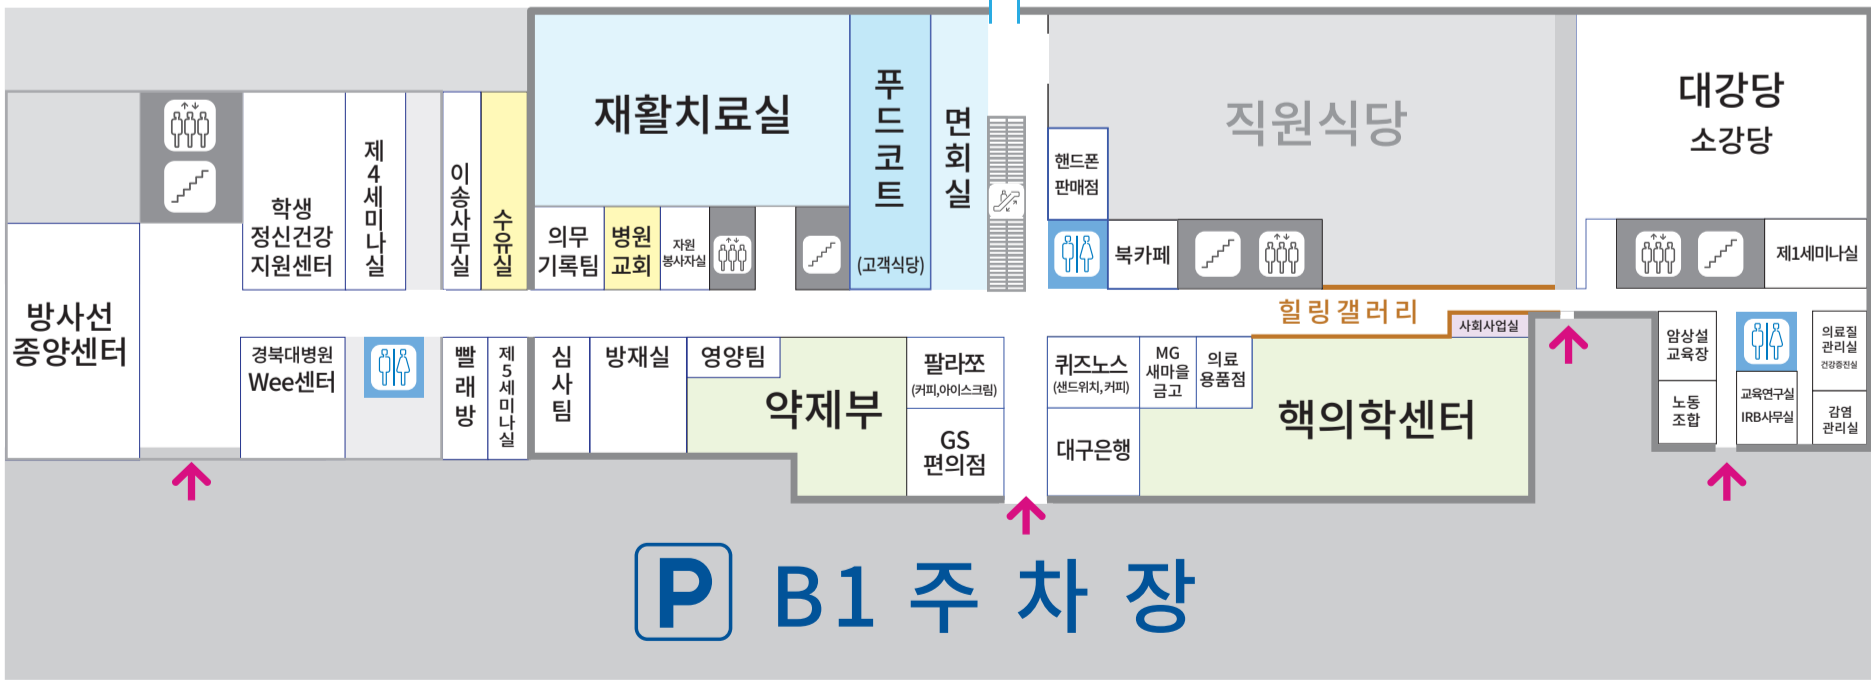 재활치료실
푸드코트
(고객식당)
면회실
직원식당
대강당
소강당
핸드폰
판매점
북카페
제1세미나실
학생
정신건강
지원센터
제4세미나실
이송사무실
수유실
의무
기록팀
병원
교회
자원
봉사자실
방사선
종양센터
힐링갤러리
사회사업실
경북대병원
Wee센터
빨래방
제5세미나실
심사팀
방재실
영양팀
약제부
팔라쪼
(커피,아이스크림)
GS
편의점
퀴즈노스
(샌드위치,커피)
MG
새마을
금고
의료
용품점
대구은행
핵의학센터
암상설
교육장
노동
조합
교육연구실
IRB사무실
의료질
관리실
건강증진실
감염
관리실
P B1 주차장